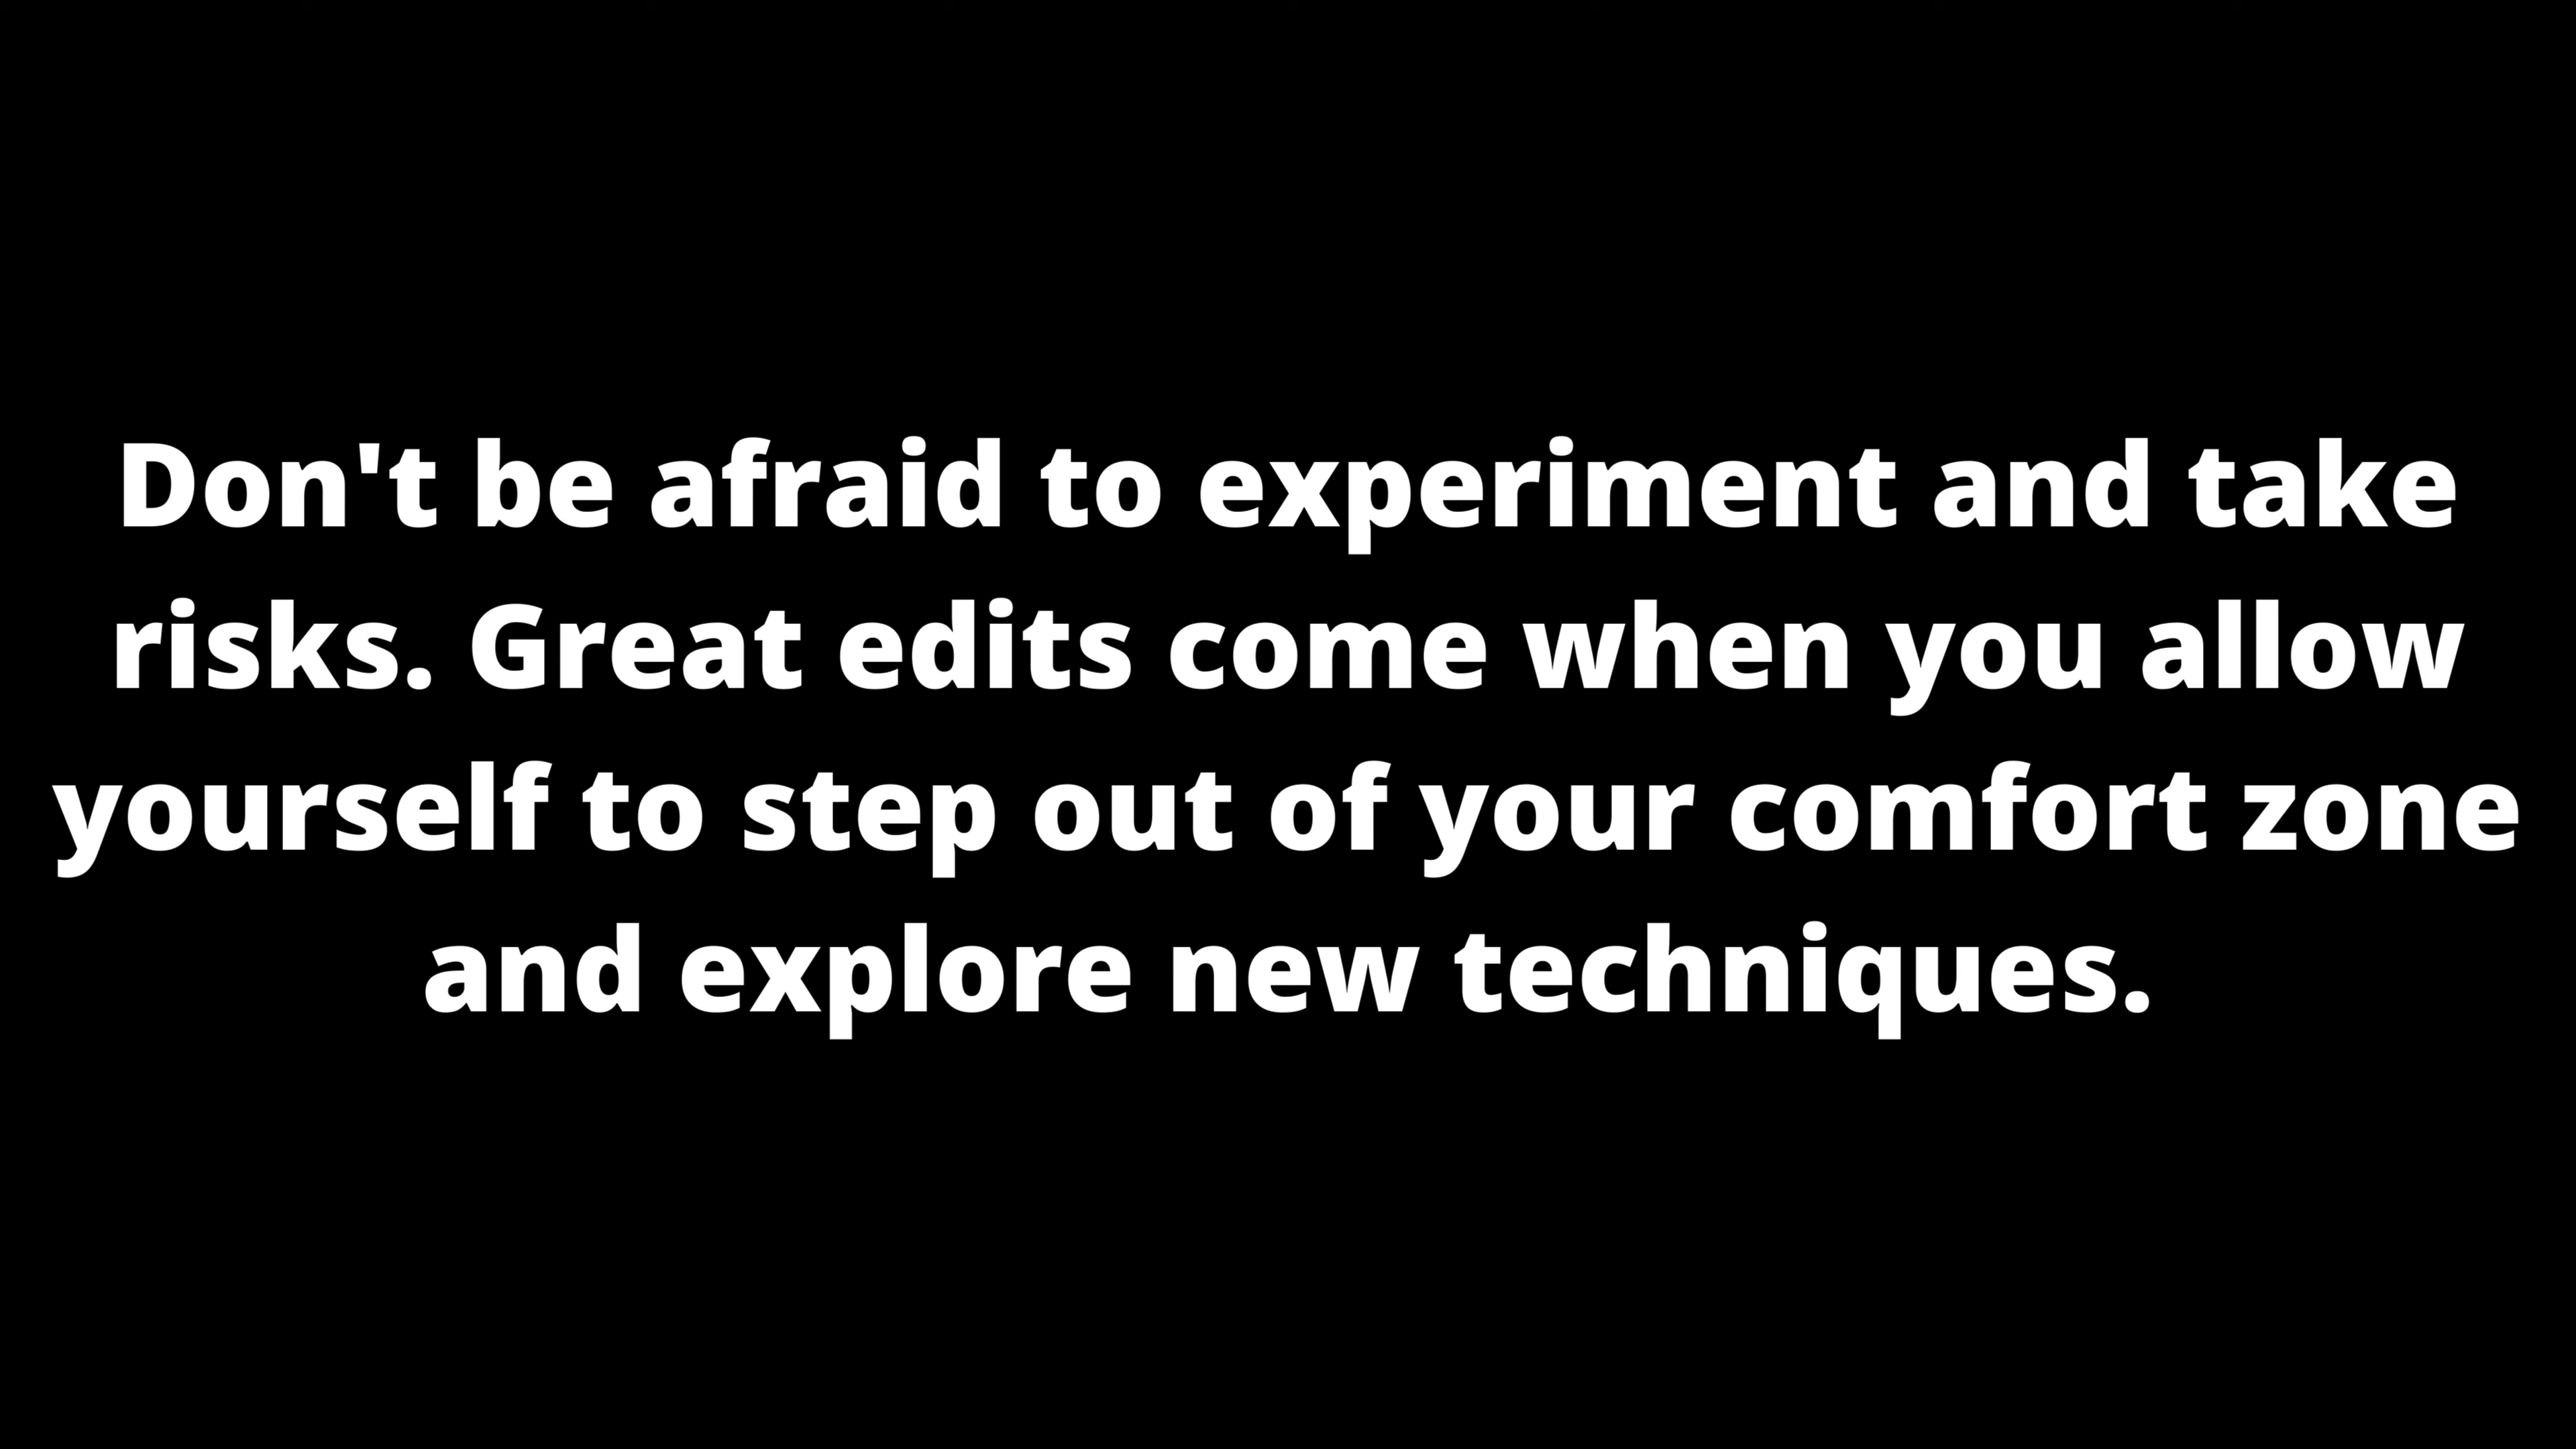 Don't be afraid to experiment and take
risks. Great edits come when you allow
yourself to step out of your comfort zone
and explore new techniques.